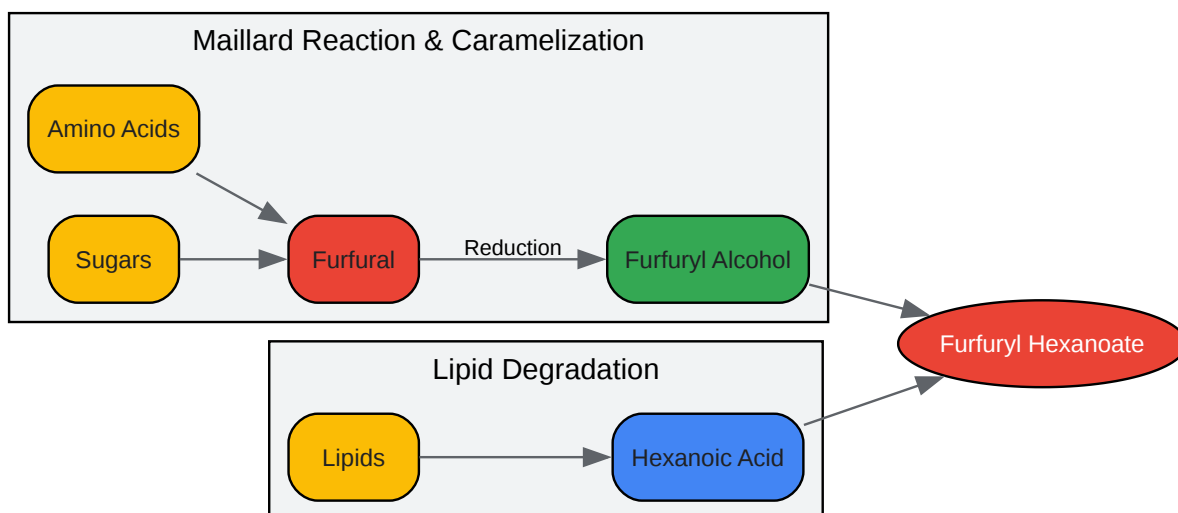 Maillard Reaction & Caramelization
Amino Acids
Sugars
Furfural
Reduction
Furfuryl Alcohol
Furfuryl Hexanoate
Lipid Degradation
Lipids
Hexanoic Acid